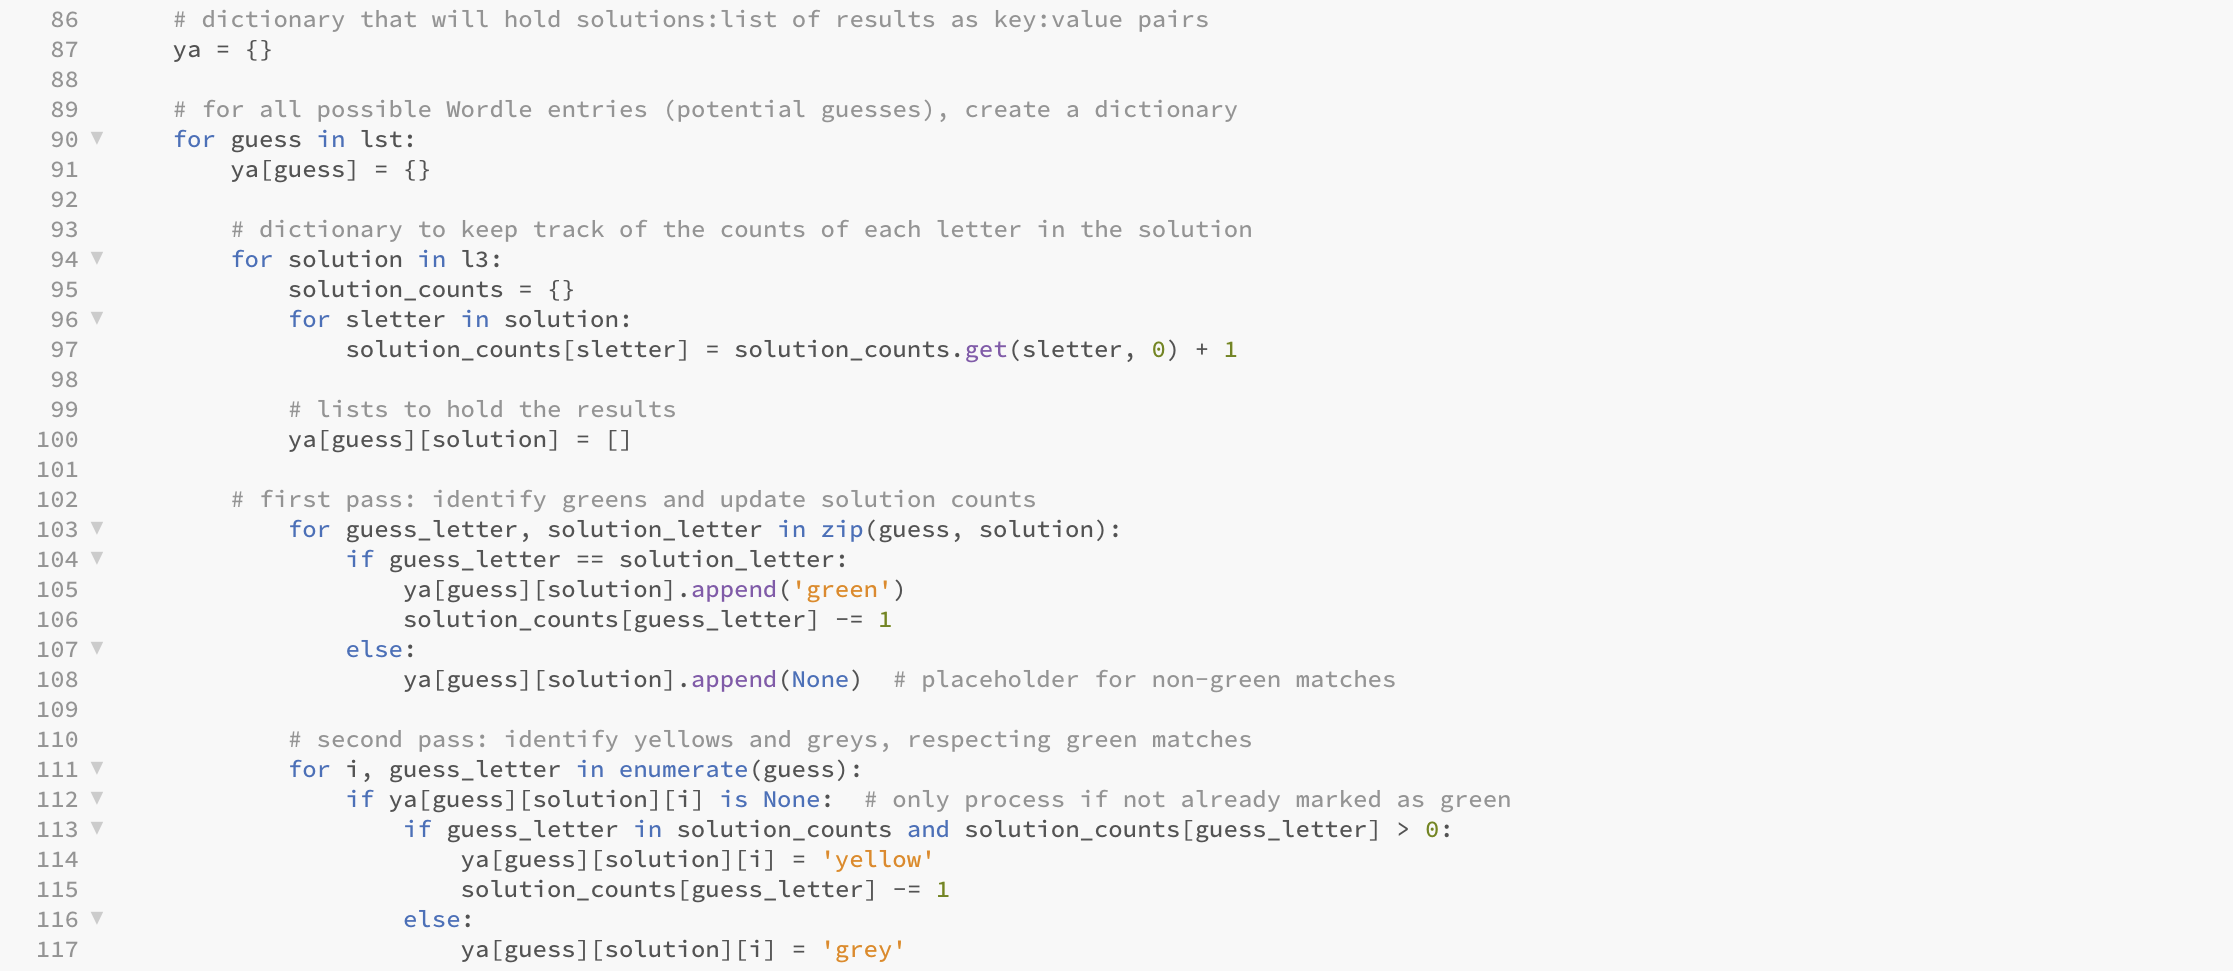 86 # dictionary that will hold solutions:list of results as key:value pairs
87 ya = {}
88
89 # for all possible Wordle entries (potential guesses), create a dictionary
90 ▼ for guess in lst:
91 ya[guess] = {}
92
93 # dictionary to keep track of the counts of each letter in the solution
94 ▼ for solution in l3:
95 solution_counts = {}
96 ▼ for sletter in solution:
97 solution_counts[sletter] = solution_counts.get(sletter, 0) + 1
98
99 # lists to hold the results
100 ya[guess][solution] = []
101
102 # first pass: identify greens and update solution counts
103 ▼ for guess_letter, solution_letter in zip(guess, solution):
104 ▼ if guess_letter == solution_letter:
105 ya[guess][solution].append('green')
106 solution_counts[guess_letter] -= 1
107 ▼ else:
108 ya[guess][solution].append(None)  # placeholder for non-green matches
109
110 # second pass: identify yellows and greys, respecting green matches
111 ▼ for i, guess_letter in enumerate(guess):
112 ▼ if ya[guess][solution][i] is None:  # only process if not already marked as green
113 ▼ if guess_letter in solution_counts and solution_counts[guess_letter] > 0:
114 ya[guess][solution][i] = 'yellow'
115 solution_counts[guess_letter] -= 1
116 ▼ else:
117 ya[guess][solution][i] = 'grey'